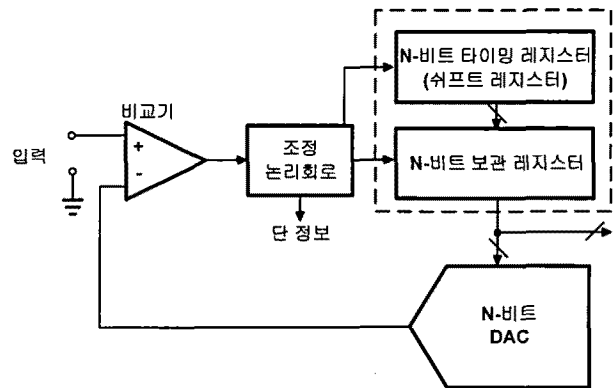 N-비트 타이밍 레지스터
(쉬프트 레지스터)
비교기
입력
+
-
조정
논리회로
N-비트 보관 레지스터
단 정보
N-비트
DAC